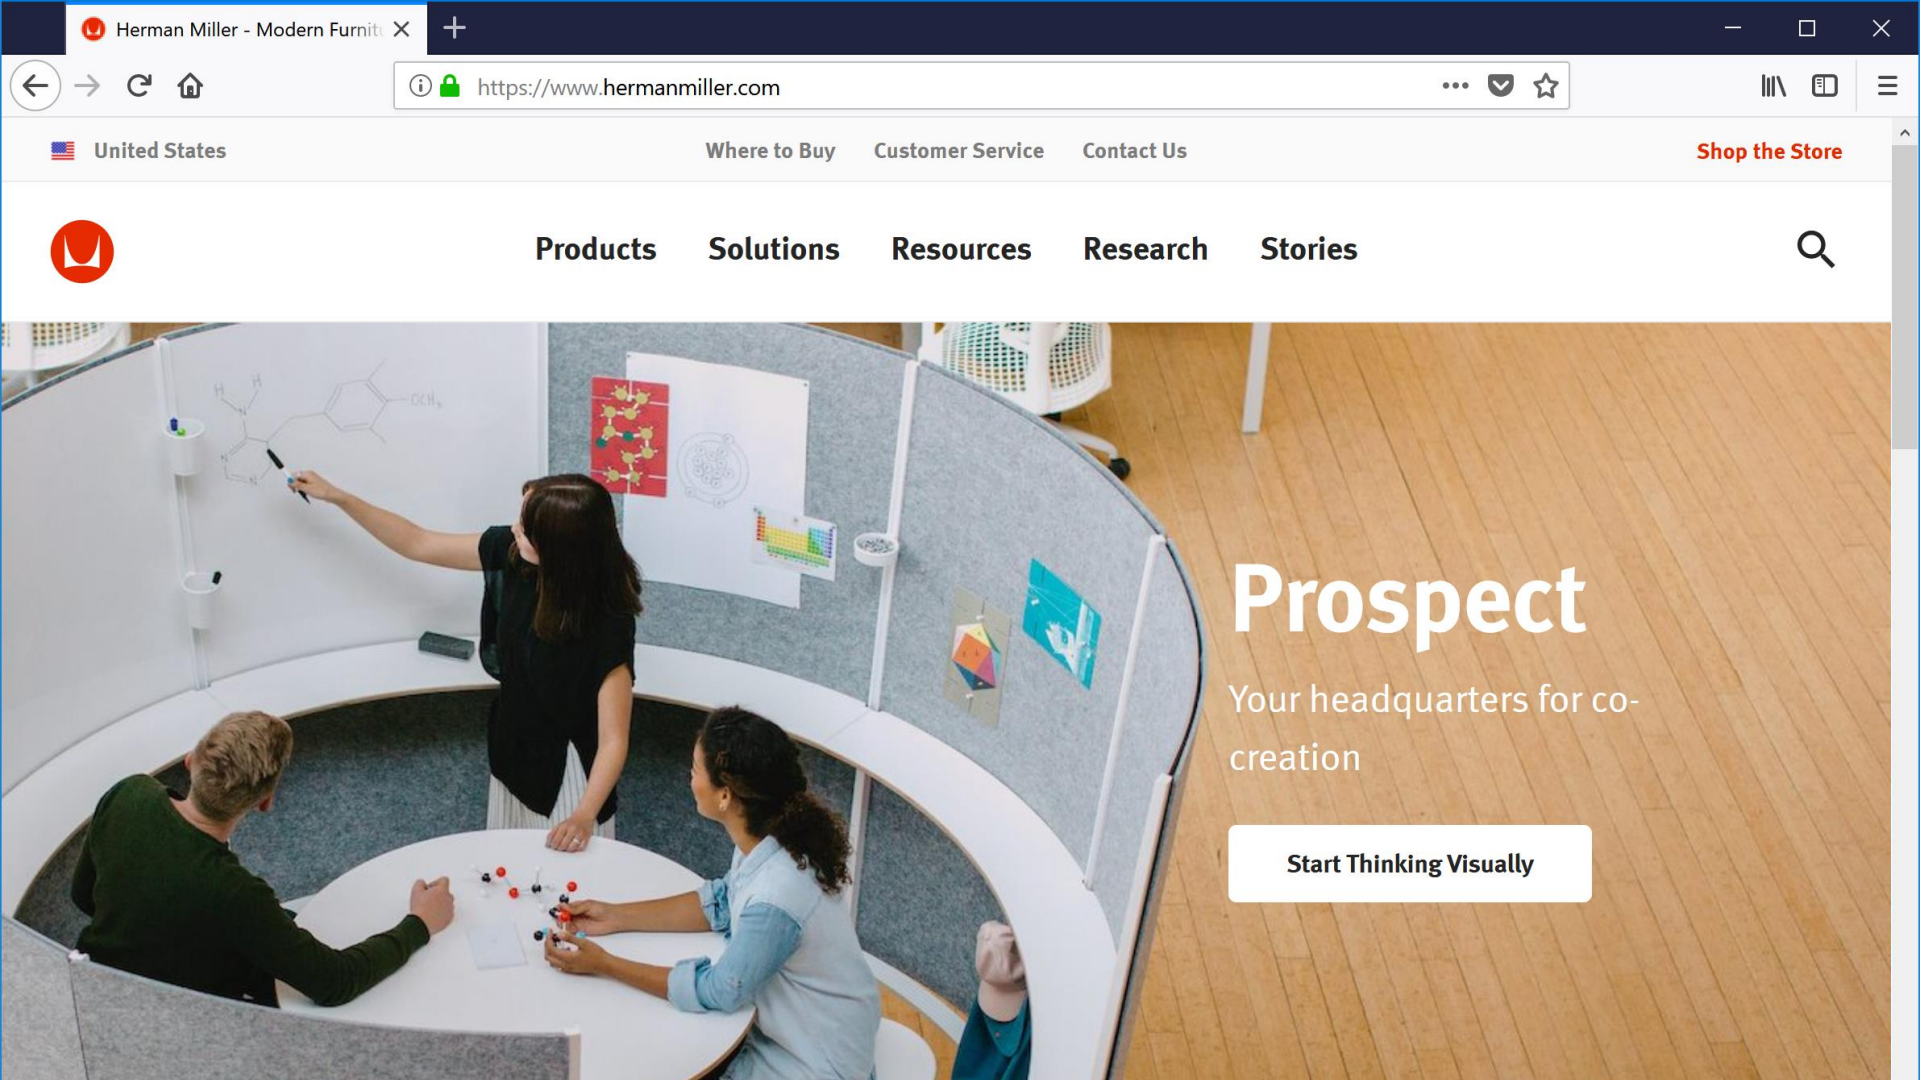 Herman Miller - Modern Furnit
https://www.hermanmiller.com
United States
Where to Buy
Customer Service
Contact Us
Shop the Store
Products
Solutions
Resources
Research
Stories
H
H
N
OCH₃
N
N
Prospect
Your headquarters for co-
creation
Start Thinking Visually